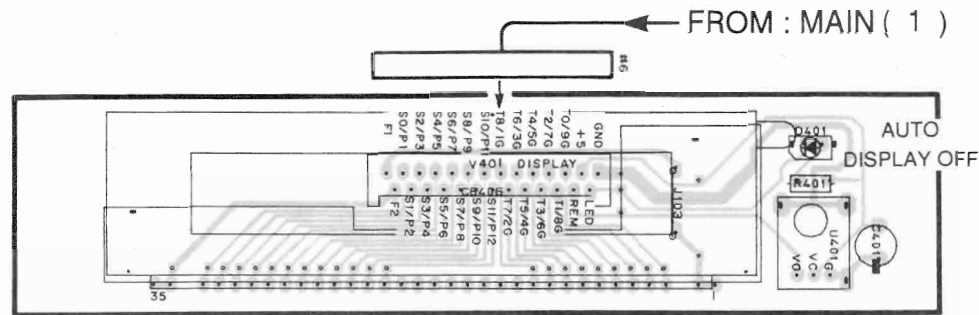 FROM : MAIN ( 1 )
#6
F1
S0/P1
S2/P3
S4/P5
S6/P7
S8/P9
S10/P11
T8/1G
T6/3G
T4/5G
T2/7G
T0/9G
+5
GND
D401
AUTO
DISPLAY OFF
V401 DISPLAY
CB406
J103
R401
F2
S1/P2
S3/P4
S5/P6
S7/P8
S9/P10
S11/P12
T7/2G
T5/4G
T3/6G
T1/8G
REM
LED
U401
C401
VO
VC
G
35
1